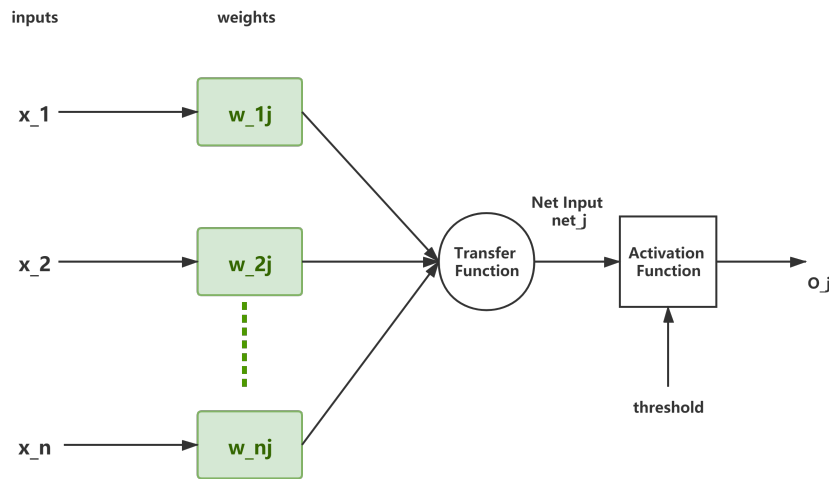 inputs
weights
x_1
w_1j
x_2
w_2j
x_n
w_nj
Transfer
Function
Net Input
net_j
Activation
Function
O_j
threshold